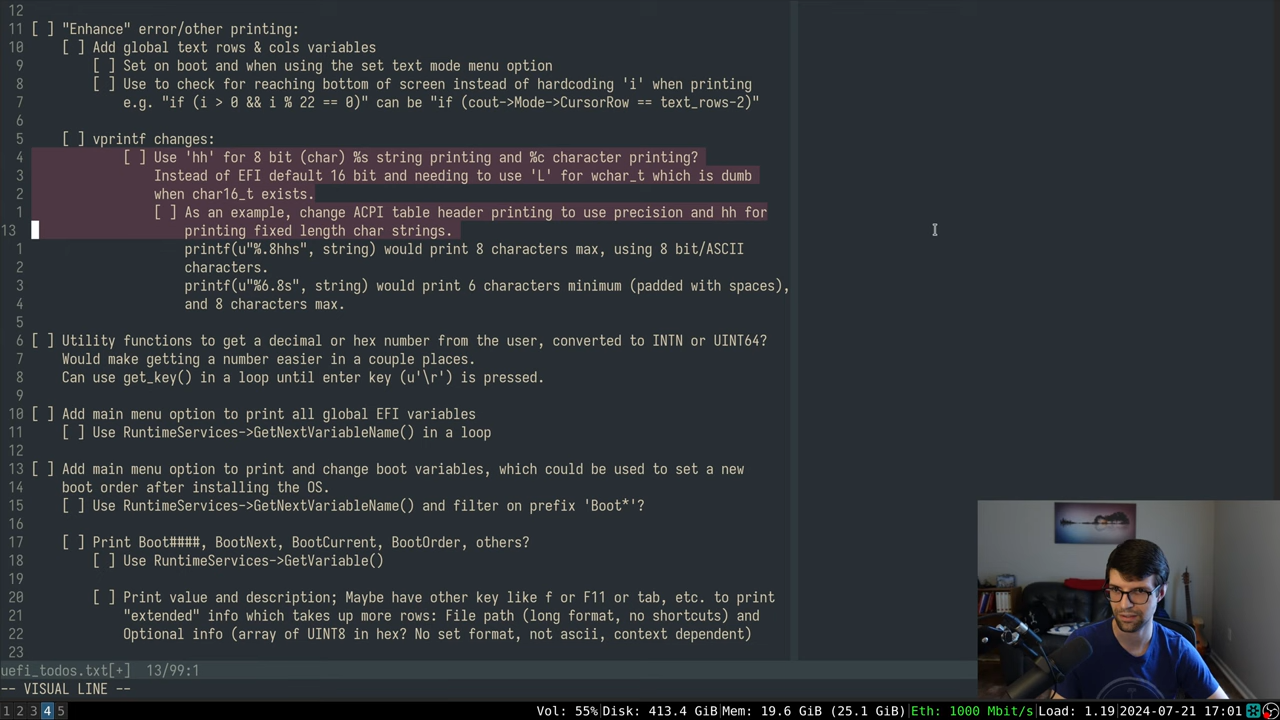 12
11 [ ] "Enhance" error/other printing:
10 [ ] Add global text rows & cols variables
9 [ ] Set on boot and when using the set text mode menu option
8 [ ] Use to check for reaching bottom of screen instead of hardcoding 'i' when printing
7 e.g. "if (i > 0 && i % 22 == 0)" can be "if (cout->Mode->CursorRow == text_rows-2)"
6
5 [ ] vprintf changes:
4 [ ] Use 'hh' for 8 bit (char) %s string printing and %c character printing?
3 Instead of EFI default 16 bit and needing to use 'L' for wchar_t which is dumb
2 when char16_t exists.
1 [ ] As an example, change ACPI table header printing to use precision and hh for
13 printing fixed length char strings.
1 printf(u"%.8hhs", string) would print 8 characters max, using 8 bit/ASCII
2 characters.
3 printf(u"%6.8s", string) would print 6 characters minimum (padded with spaces),
4 and 8 characters max.
5
6 [ ] Utility functions to get a decimal or hex number from the user, converted to INTN or UINT64?
7 Would make getting a number easier in a couple places.
8 Can use get_key() in a loop until enter key (u'\r') is pressed.
9
10 [ ] Add main menu option to print all global EFI variables
11 [ ] Use RuntimeServices->GetNextVariableName() in a loop
12
13 [ ] Add main menu option to print and change boot variables, which could be used to set a new
14 boot order after installing the OS.
15 [ ] Use RuntimeServices->GetNextVariableName() and filter on prefix 'Boot*'?
16
17 [ ] Print Boot####, BootNext, BootCurrent, BootOrder, others?
18 [ ] Use RuntimeServices->GetVariable()
19
20 [ ] Print value and description; Maybe have other key like f or F11 or tab, etc. to print
21 "extended" info which takes up more rows: File path (long format, no shortcuts) and
22 Optional info (array of UINT8 in hex? No set format, not ascii, context dependent)
23
uefi_todos.txt[+] 13/99:1
-- VISUAL LINE --
1 2 3 4 5 Vol: 55% Disk: 413.4 GiB Mem: 19.6 GiB (25.1 GiB) Eth: 1000 Mbit/s Load: 1.19 2024-07-21 17:01